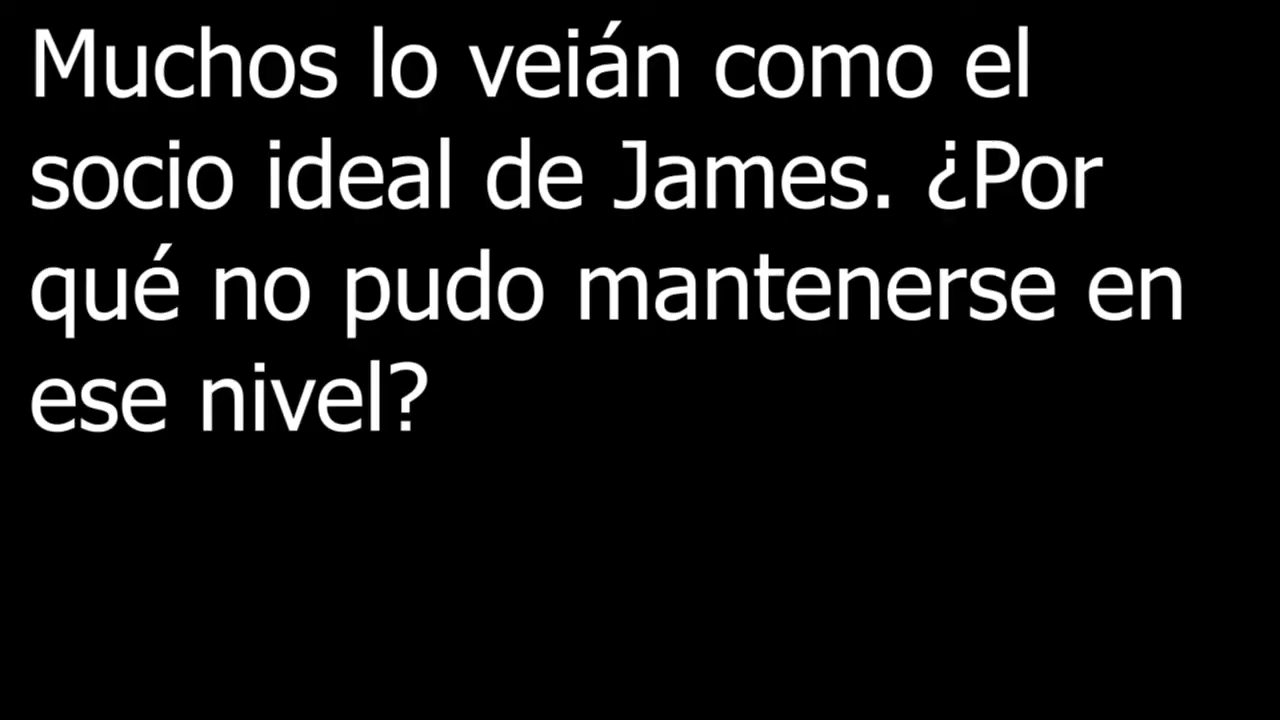 Muchos lo veián como el
socio ideal de James. ¿Por
qué no pudo mantenerse en
ese nivel?